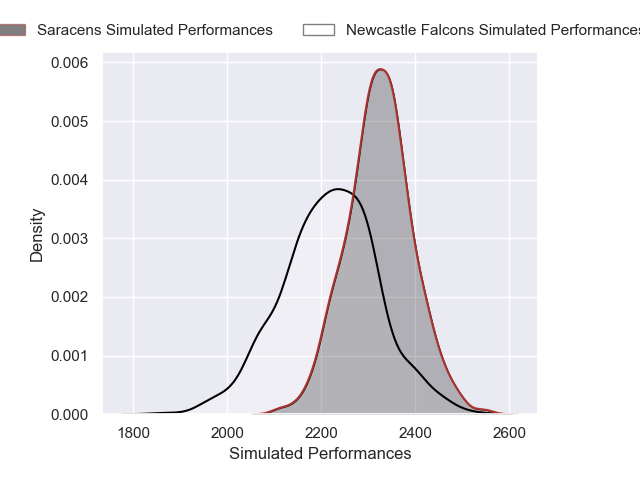 Saracens Simulated Performances
Newcastle Falcons Simulated Performances
0.006
0.005
0.004
0.003
0.002
0.001
0.000
Density
1800 2000 2200 2400 2600
Simulated Performances